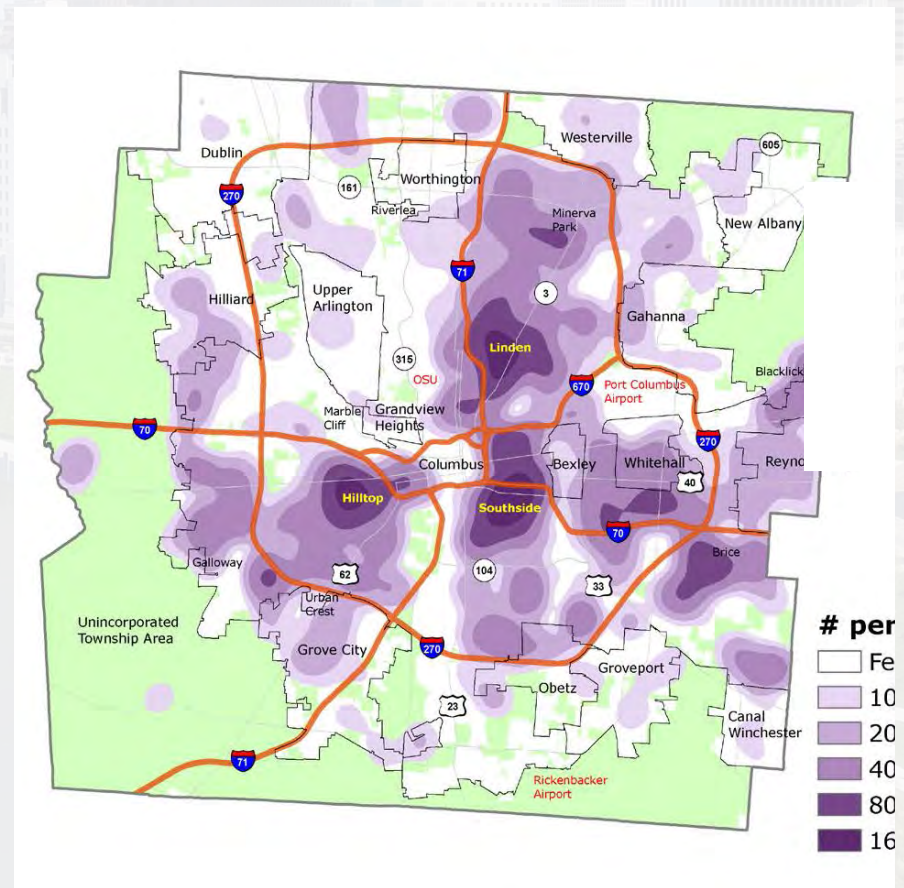 Dublin
Westerville
605
161
Worthington
270
Riverlea
Minerva
Park
New Albany
71
3
Hilliard
Upper
Arlington
Gahanna
Linden
315
Blacklick
OSU
670
Port Columbus
Airport
Marble
Cliff
Grandview
Heights
70
270
Columbus
Bexley
Whitehall
Reyno
40
Hilltop
Southside
70
Brice
Galloway
62
104
33
Urban
Crest
Unincorporated
Township Area
Grove City
270
Groveport
Obetz
23
Canal
Winchester
71
Rickenbacker
Airport
# per
Fe
10
20
40
80
16